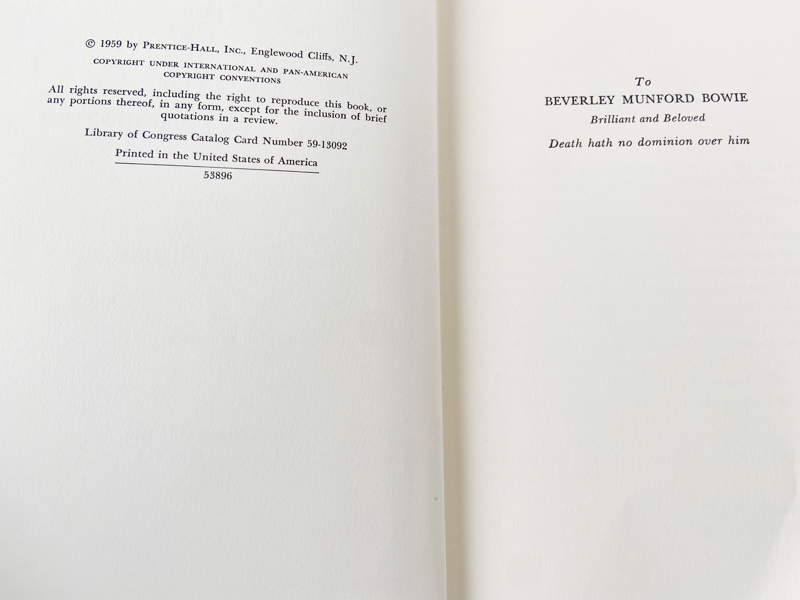 © 1959 by PRENTICE-HALL, INC., Englewood Cliffs, N.J.
COPYRIGHT UNDER INTERNATIONAL AND PAN-AMERICAN
COPYRIGHT CONVENTIONS
All rights reserved, including the right to reproduce this book, or
any portions thereof, in any form, except for the inclusion of brief
quotations in a review.
Library of Congress Catalog Card Number 59-13092
Printed in the United States of America
53896
To
BEVERLEY MUNFORD BOWIE
Brilliant and Beloved
Death hath no dominion over him